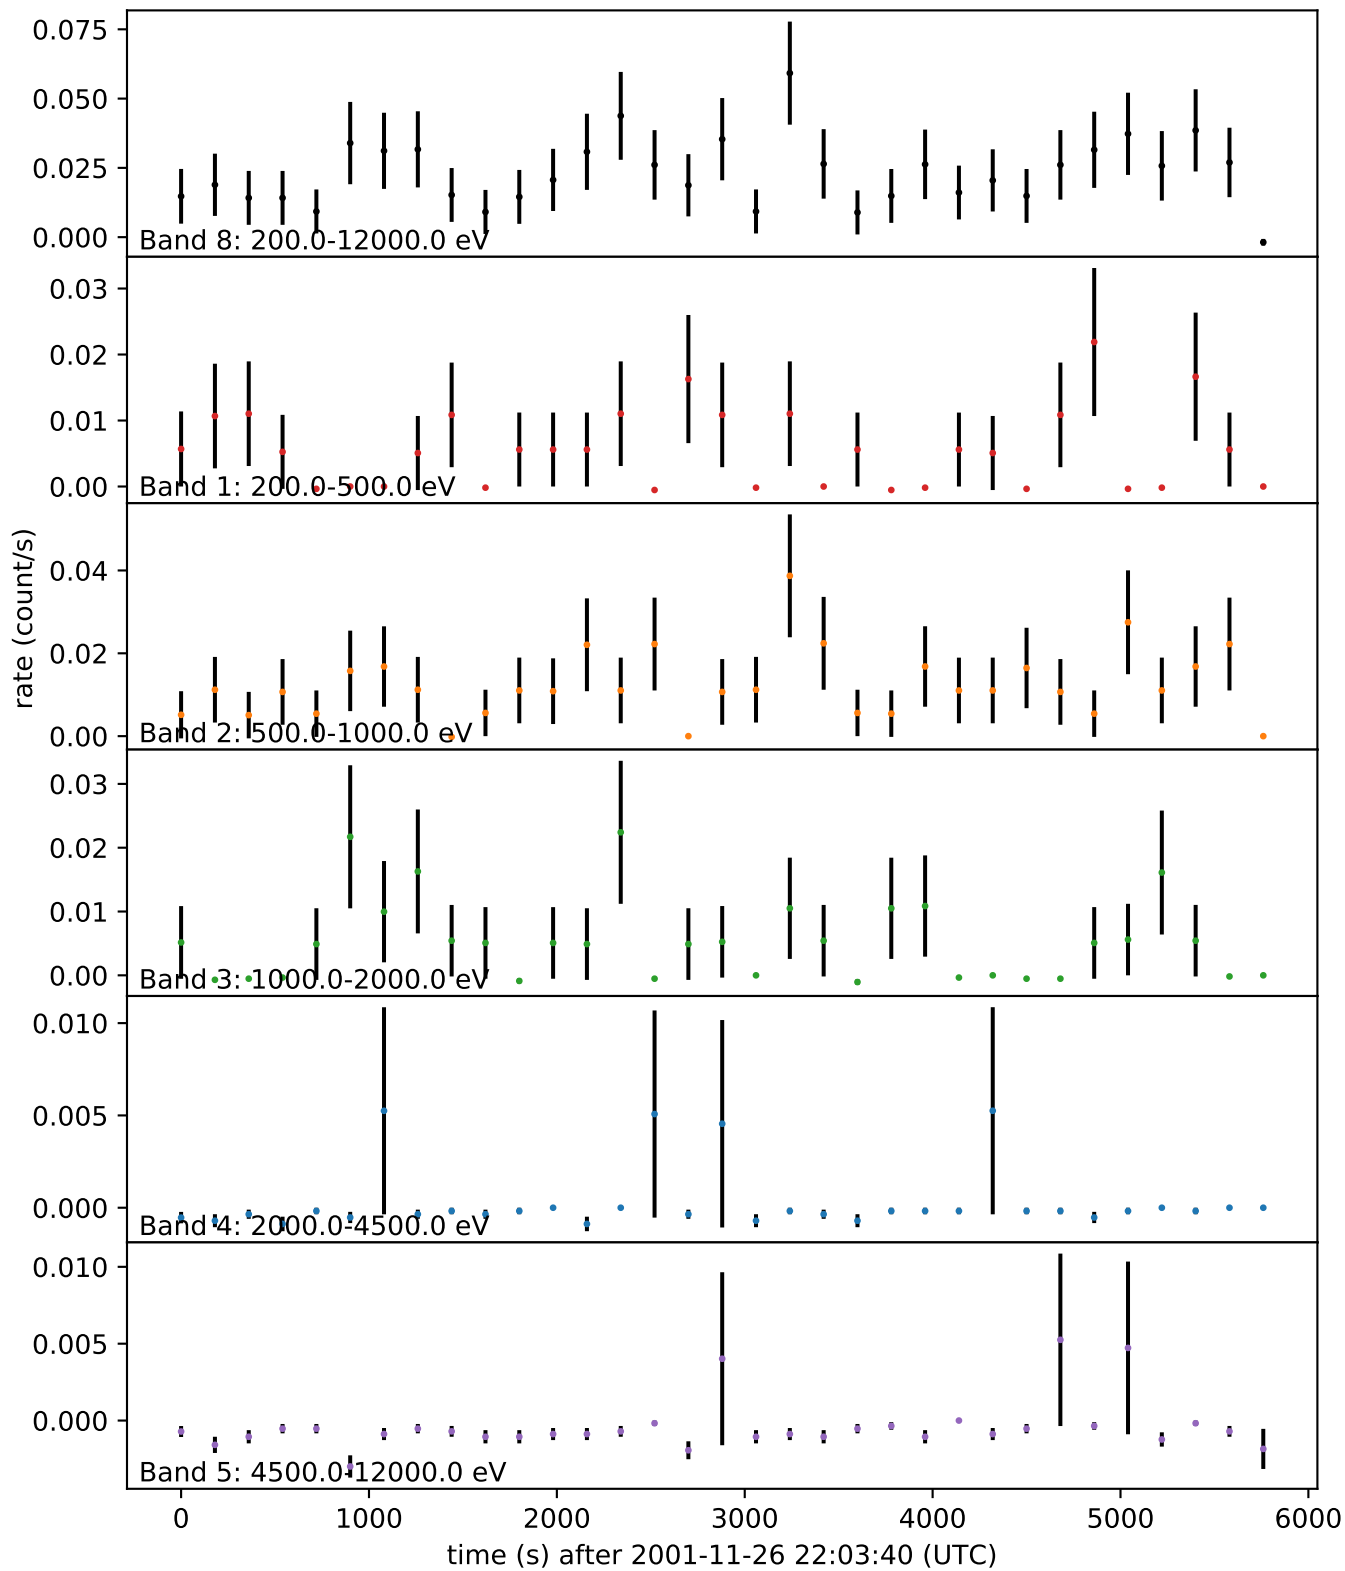 0.075
0.050
0.025
0.000
Band 8: 200.0-12000.0 eV
0.03
0.02
0.01
0.00
Band 1: 200.0-500.0 eV
rate (count/s)
0.04
0.02
0.00
Band 2: 500.0-1000.0 eV
0.03
0.02
0.01
0.00
Band 3: 1000.0-2000.0 eV
0.010
0.005
0.000
Band 4: 2000.0-4500.0 eV
0.010
0.005
0.000
Band 5: 4500.0-12000.0 eV
0 1000 2000 3000 4000 5000 6000
time (s) after 2001-11-26 22:03:40 (UTC)